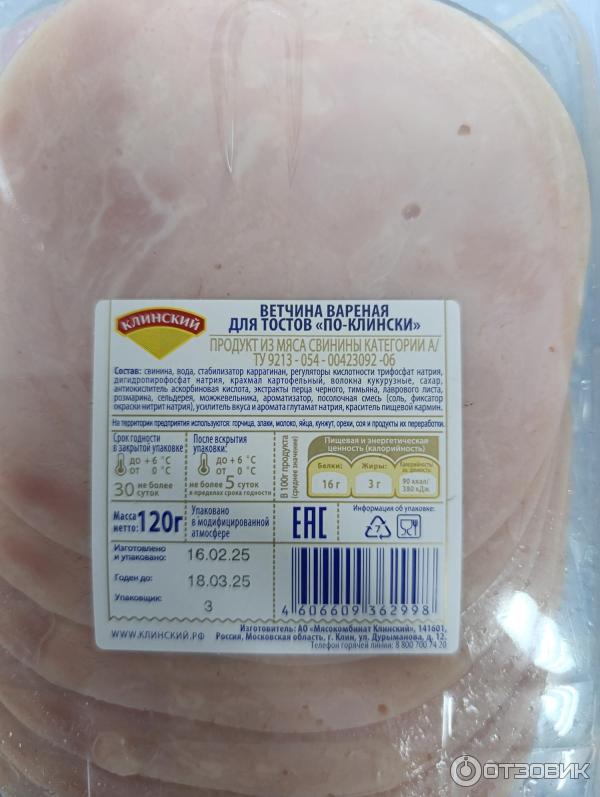 КЛИНСКИЙ
ВЕТЧИНА ВАРЕНАЯ
ДЛЯ ТОСТОВ «ПО-КЛИНСКИ»
ПРОДУКТ ИЗ МЯСА СВИНИНЫ КАТЕГОРИИ А/
ТУ 9213 - 054 - 00423092 -06
Состав: свинина, вода, стабилизатор каррагинан, регуляторы кислотности трифосфат натрия,
дигидропирофосфат натрия, крахмал картофельный, волокна кукурузные, сахар,
антиокислитель аскорбиновая кислота, экстракты перца черного, тимьяна, лаврового листа,
розмарина, сельдерея, можжевельника, ароматизатор, посолочная смесь (соль, фиксатор
окраски нитрит натрия), усилитель вкуса и аромата глутамат натрия, краситель пищевой кармин.
На территории предприятия используются: горчица, злаки, молоко, яйца, кунжут, орехи, соя и продукты их переработки.
Срок годности
в закрытой упаковке
до + 6 °C
от 0 °C
30 не более
суток
После вскрытия
упаковки:
до + 6 °C
от 0 °C
не более 5 суток
в пределах срока годности
В 100г продукта
(среднее значение)
Пищевая и энергетическая
ценность (калорийность)
Белки:
16 г
Жиры:
3 г
Калорийность/
эн. ценность:
90 ккал/
380 кДж
Масса
нетто: 120г
Упаковано
в модифицированной
атмосфере
EAC
Информация об упаковке:
7
Изготовлено
и упаковано: 16.02.25
Годен до: 18.03.25
Упаковщик: 3
4 606609 362998
WWW.КЛИНСКИЙ.РФ
Изготовитель: АО «Мясокомбинат Клинский», 141601,
Россия, Московская область, г. Клин, ул. Дурыманова, д. 12.
Телефон горячей линии: 8 800 700 74 20
ОТЗОВИК